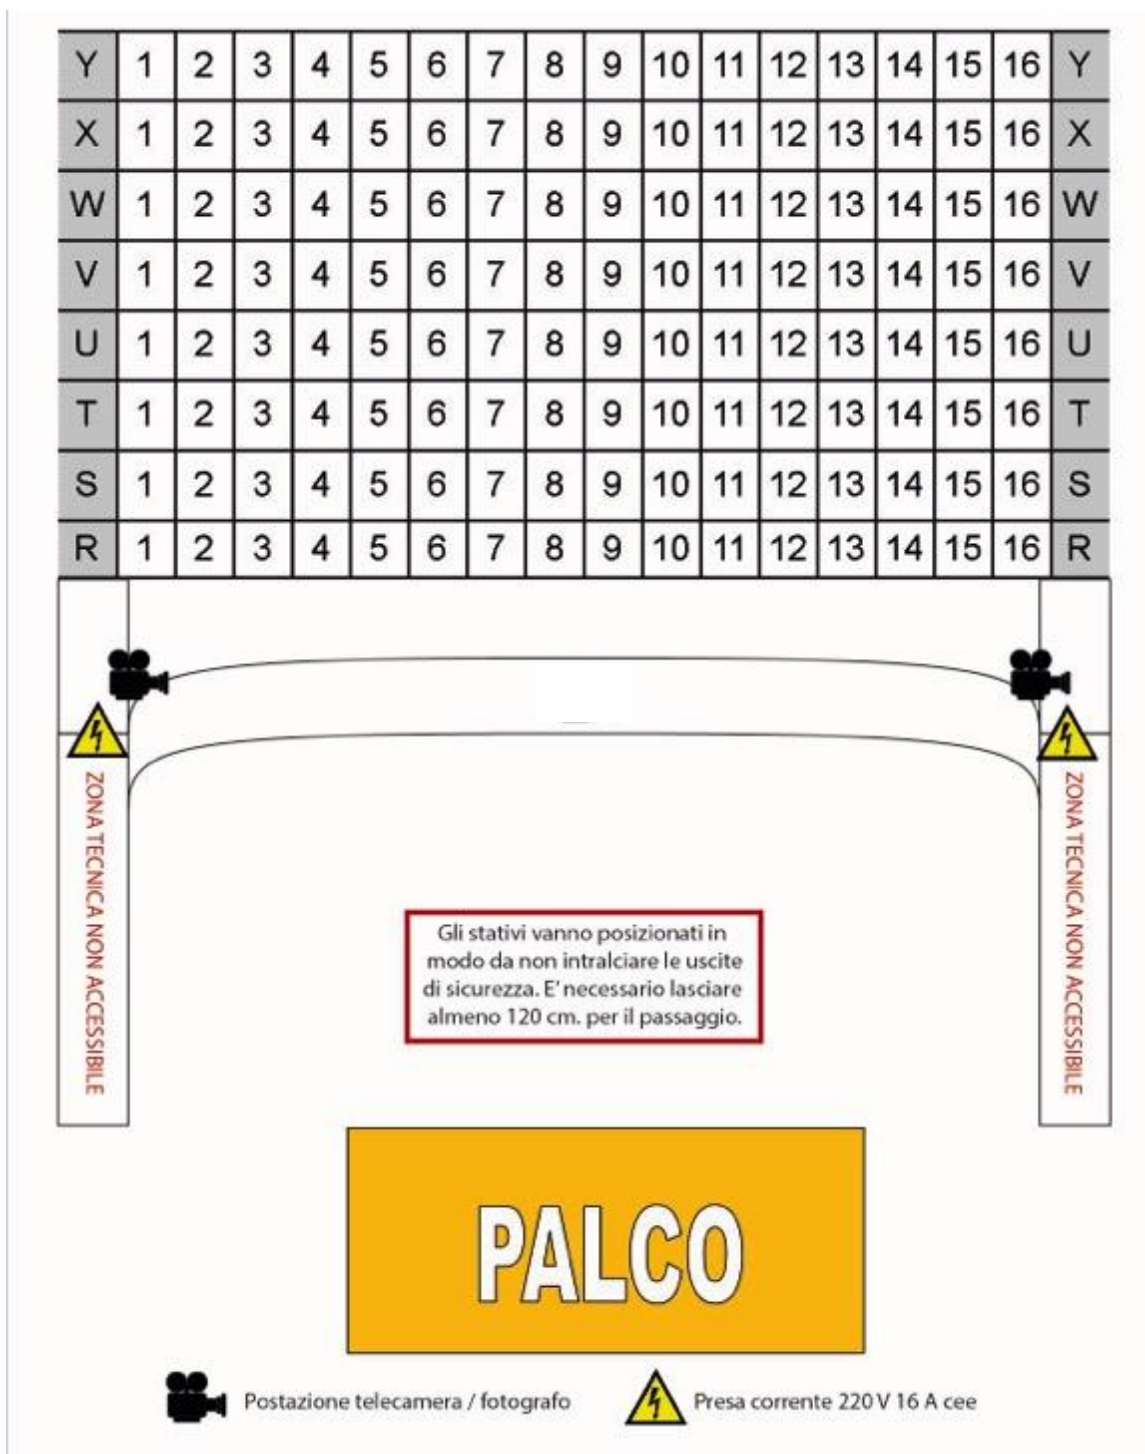 Y 1 2 3 4 5 6 7 8 9 10 11 12 13 14 15 16 Y
X 1 2 3 4 5 6 7 8 9 10 11 12 13 14 15 16 X
W 1 2 3 4 5 6 7 8 9 10 11 12 13 14 15 16 W
V 1 2 3 4 5 6 7 8 9 10 11 12 13 14 15 16 V
U 1 2 3 4 5 6 7 8 9 10 11 12 13 14 15 16 U
T 1 2 3 4 5 6 7 8 9 10 11 12 13 14 15 16 T
S 1 2 3 4 5 6 7 8 9 10 11 12 13 14 15 16 S
R 1 2 3 4 5 6 7 8 9 10 11 12 13 14 15 16 R
ZONA TECNICA NON ACCESSIBILE
ZONA TECNICA NON ACCESSIBILE
Gli stativi vanno posizionati in
modo da non intralciare le uscite
di sicurezza. E' necessario lasciare
almeno 120 cm. per il passaggio.
PALCO
Postazione telecamera / fotografo
Presa corrente 220 V 16 A cee